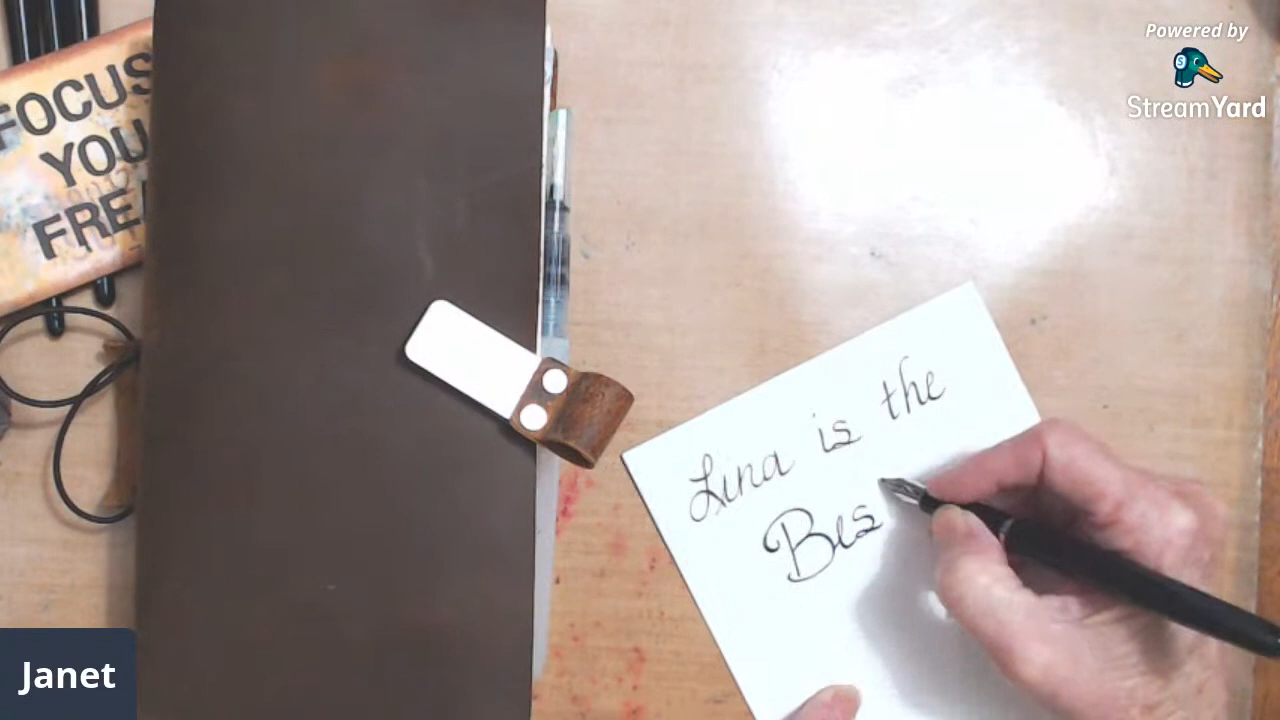 Powered by
StreamYard
FOCUS
YOU
FRE
Lina is the
Bes
Janet